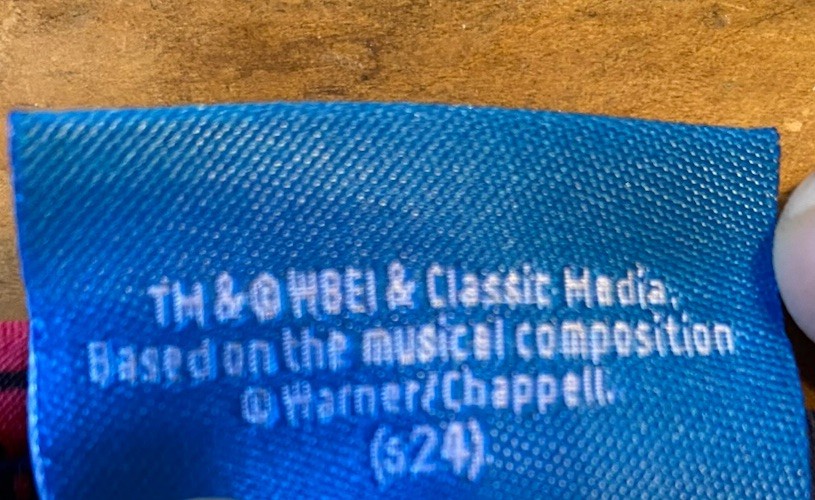 TM & © WBEI & Classic Media.
Based on the musical composition
© Warner/Chappell.
(s24)